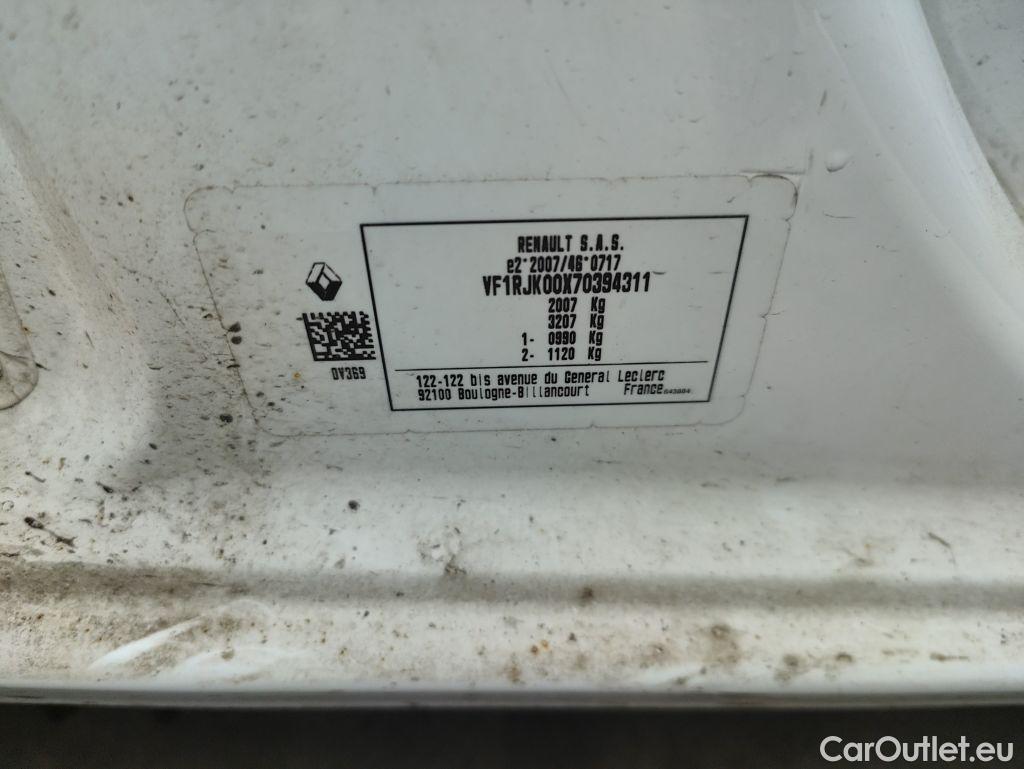 RENAULT S.A.S.
e2*2007/46*0717
VF1RJK00X70394311
2007 Kg
3207 Kg
1- 0990 Kg
2- 1120 Kg
0V369
122-122 bis avenue du General Leclerc
92100 Boulogne-Billancourt France
CarOutlet.eu